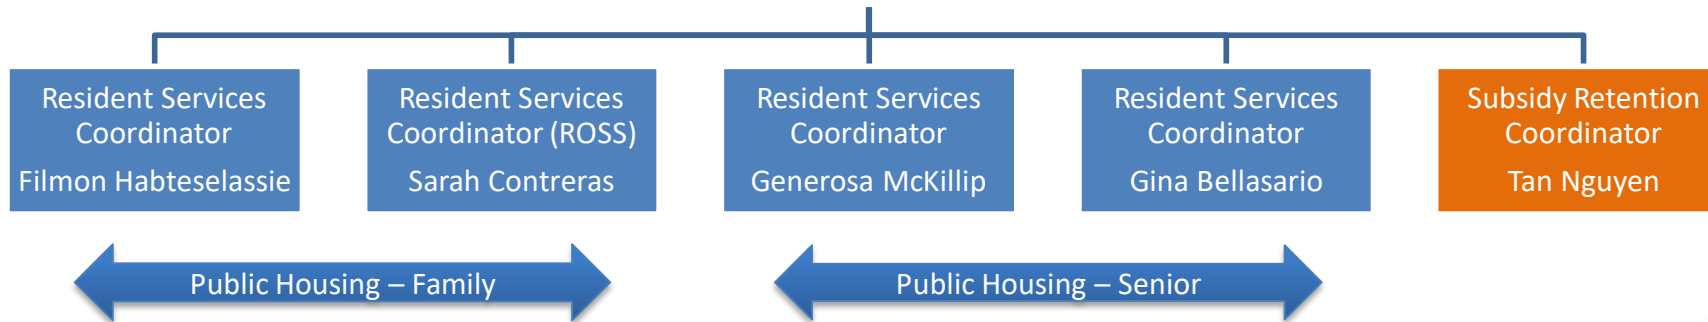 Resident Services
Coordinator
Filmon Habteselassie
Resident Services
Coordinator (ROSS)
Sarah Contreras
Resident Services
Coordinator
Generosa McKillip
Resident Services
Coordinator
Gina Bellasario
Subsidy Retention
Coordinator
Tan Nguyen
Public Housing – Family
Public Housing – Senior